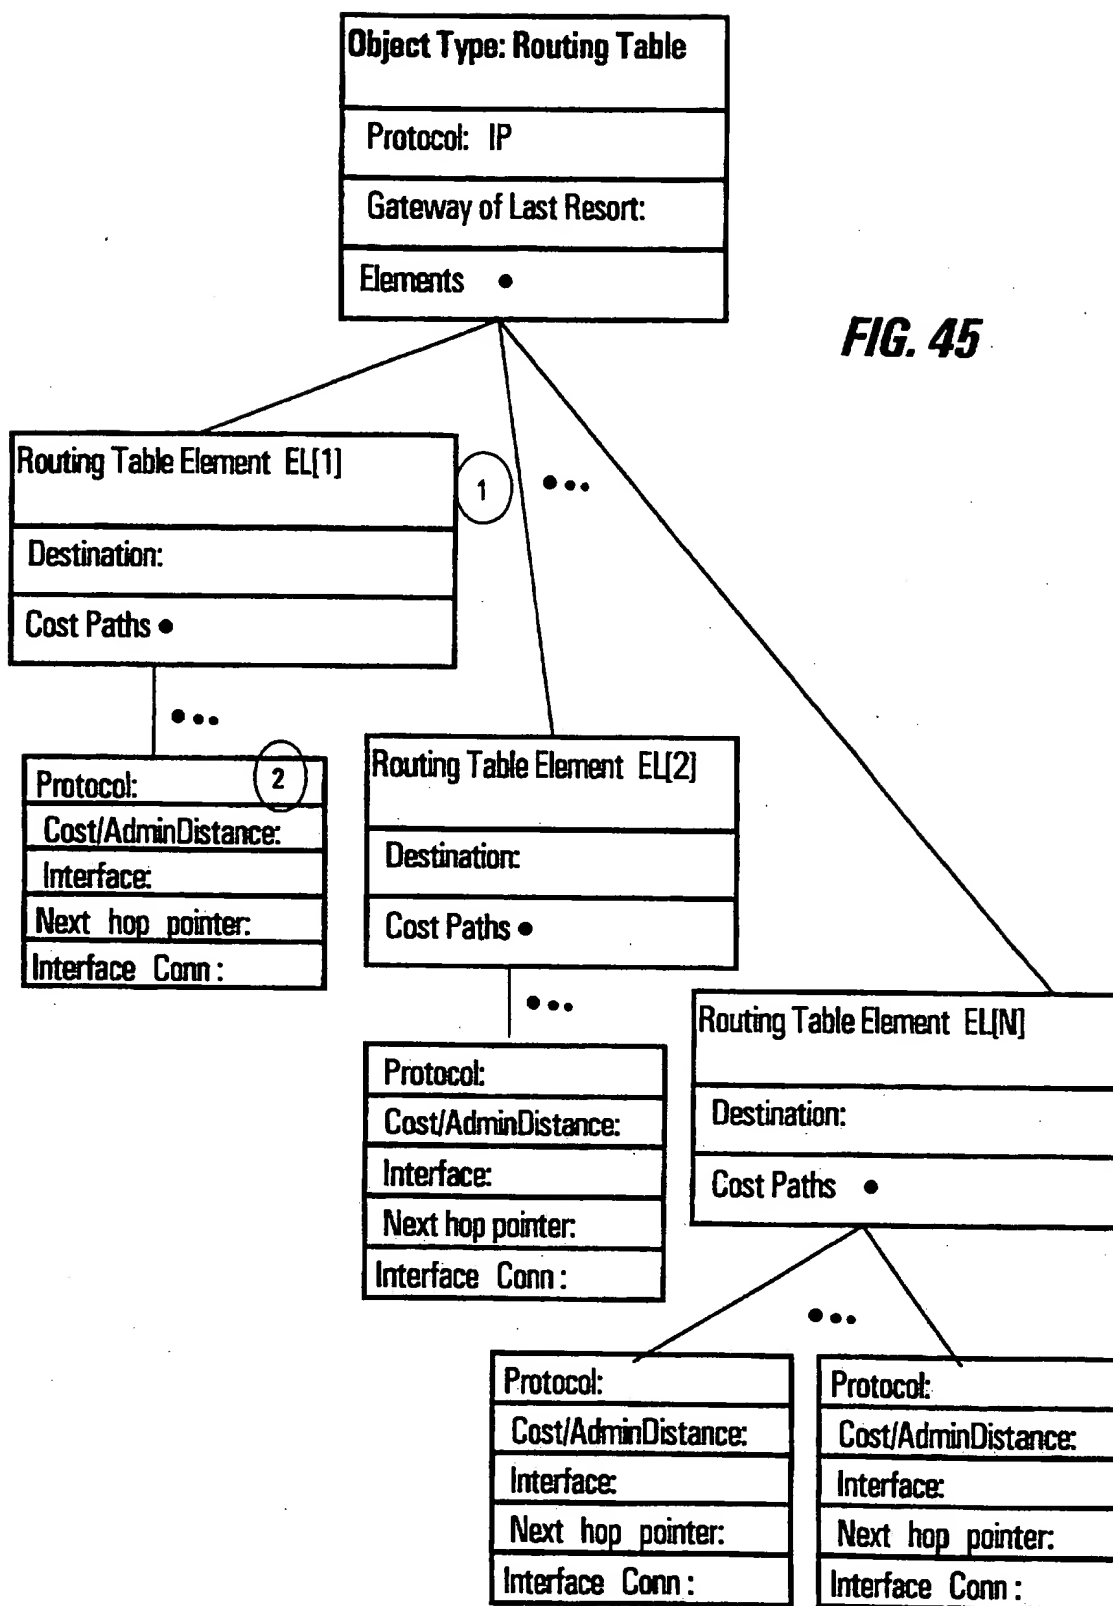 Object Type: Routing Table
Protocol: IP
Gateway of Last Resort:
Elements
FIG. 45
Routing Table Element EL[1]
1
Destination:
Cost Paths
2
Protocol:
Cost/AdminDistance:
Interface:
Next hop pointer:
Interface Conn :
Routing Table Element EL[2]
Destination:
Cost Paths
Protocol:
Cost/AdminDistance:
Interface:
Next hop pointer:
Interface Conn :
Routing Table Element EL[N]
Destination:
Cost Paths
Protocol:
Cost/AdminDistance:
Interface:
Next hop pointer:
Interface Conn :
Protocol:
Cost/AdminDistance:
Interface:
Next hop pointer:
Interface Conn :